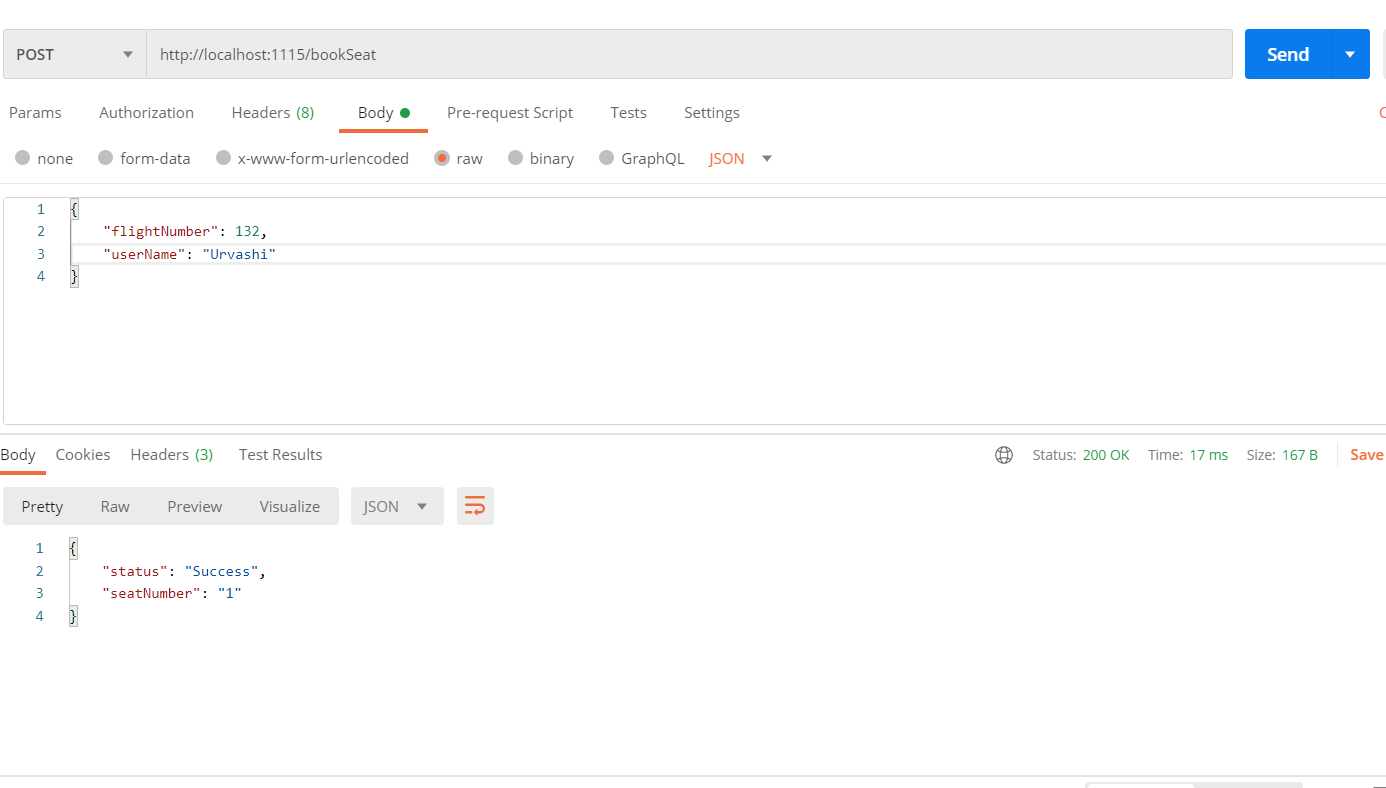 POST http://localhost:1115/bookSeat Send
Params Authorization Headers (8) Body Pre-request Script Tests Settings
none form-data x-www-form-urlencoded raw binary GraphQL JSON
1 {
2 "flightNumber": 132,
3 "userName": "Urvashi"
4 }
Body Cookies Headers (3) Test Results Status: 200 OK Time: 17 ms Size: 167 B Save
Pretty Raw Preview Visualize JSON
1 {
2 "status": "Success",
3 "seatNumber": "1"
4 }